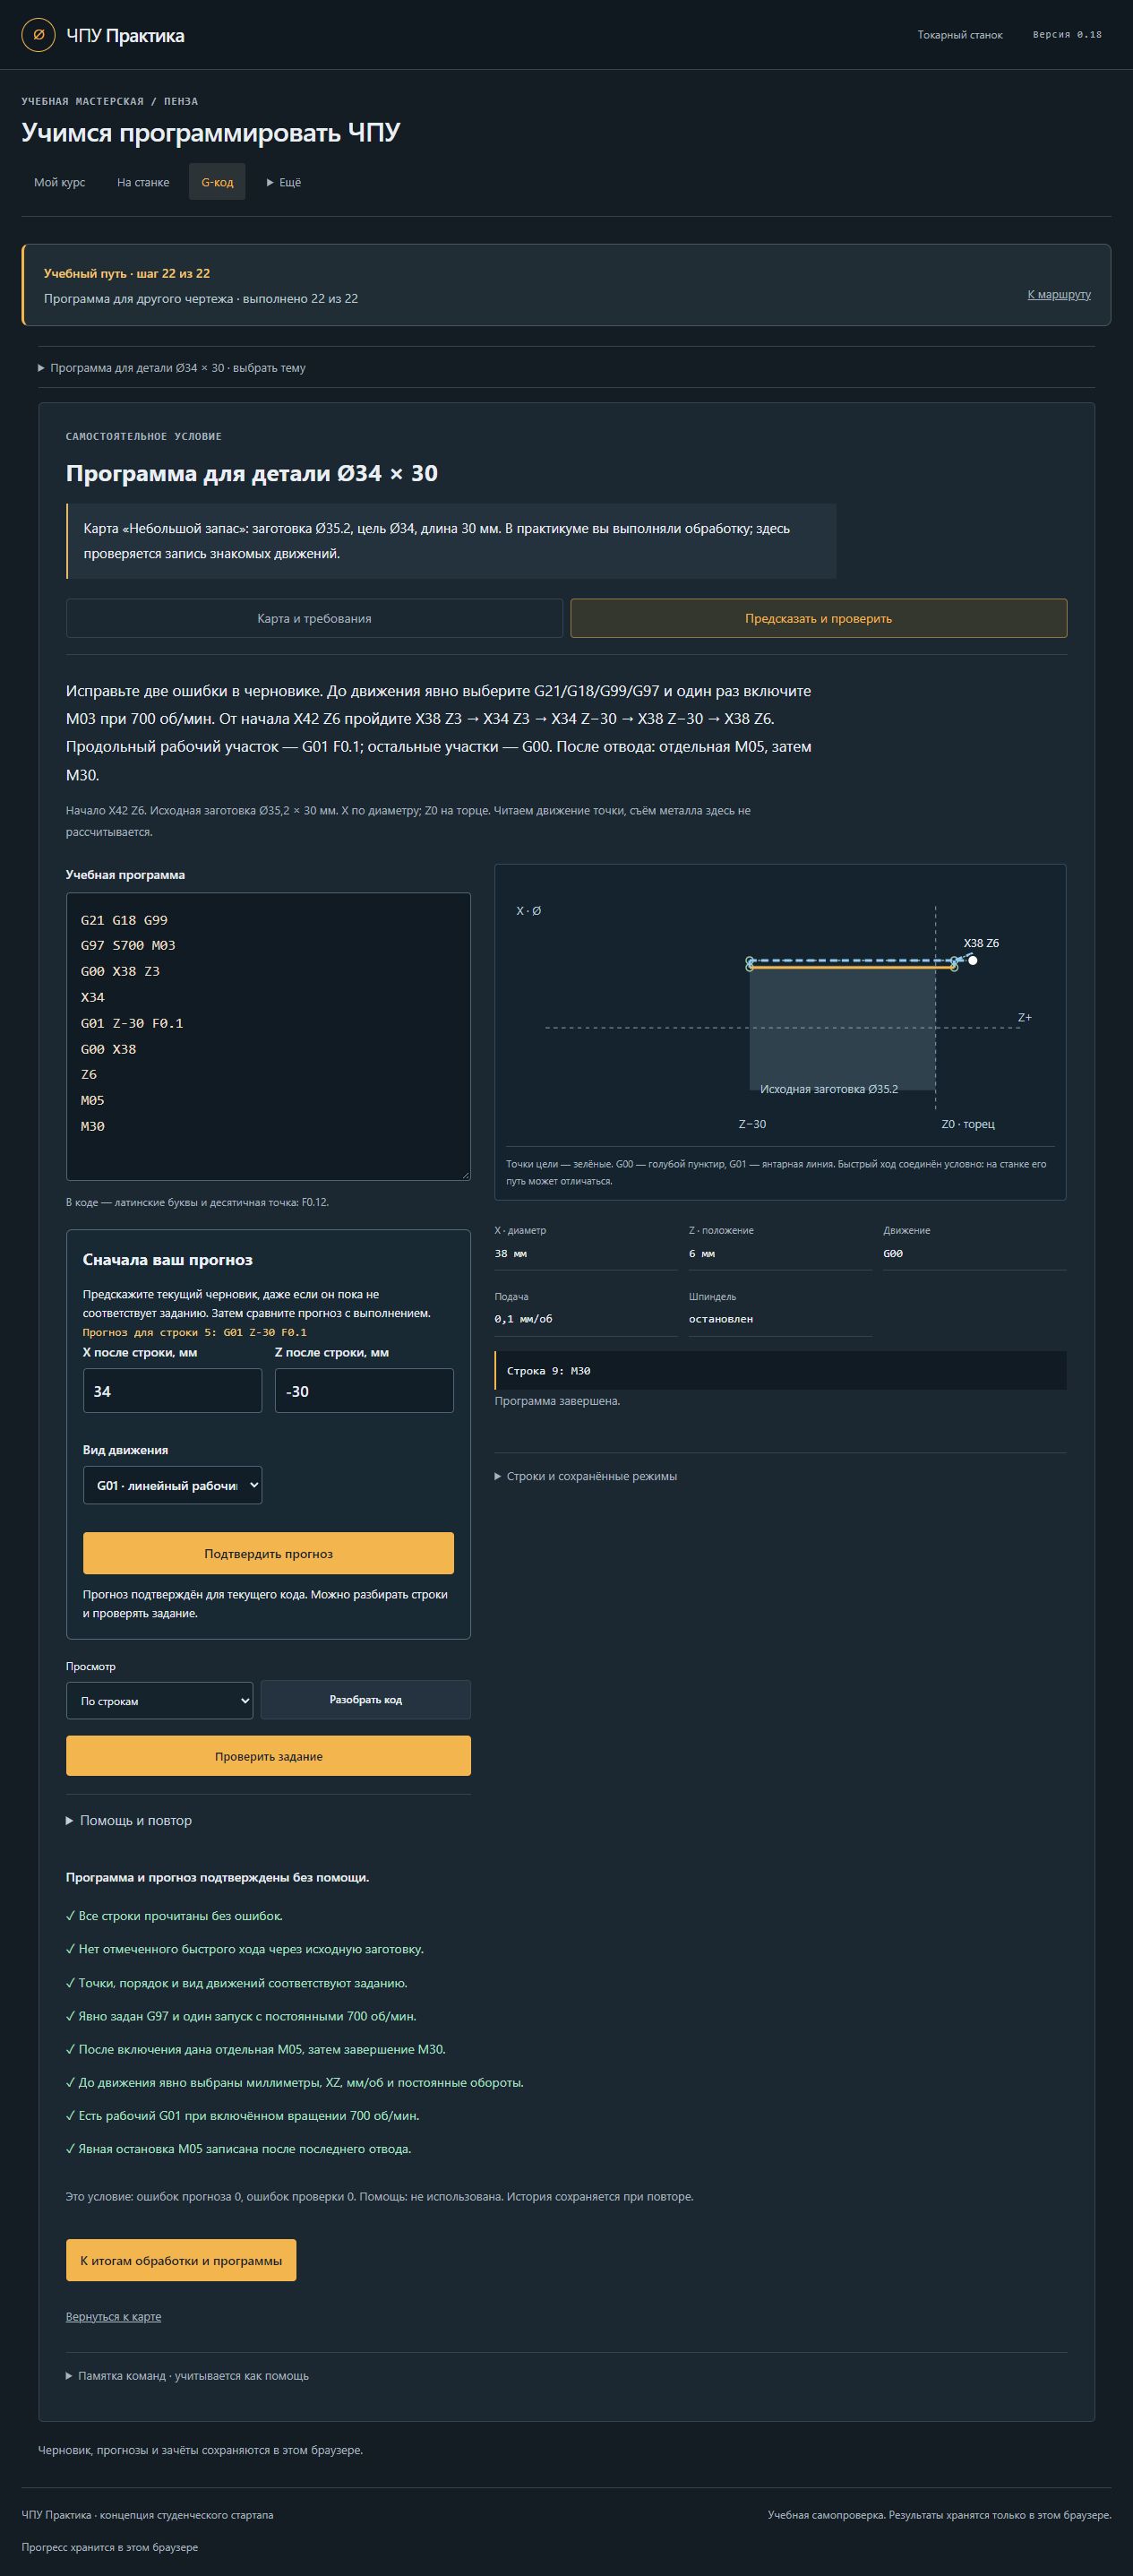 Ø ЧПУ Практика
Токарный станок
Версия 0.18
УЧЕБНАЯ МАСТЕРСКАЯ / ПЕНЗА
Учимся программировать ЧПУ
Мой курс
На станке
G-код
▶ Ещё
Учебный путь · шаг 22 из 22
Программа для другого чертежа · выполнено 22 из 22
К маршруту
▶ Программа для детали Ø34 × 30 · выбрать тему
САМОСТОЯТЕЛЬНОЕ УСЛОВИЕ
Программа для детали Ø34 × 30
Карта «Небольшой запас»: заготовка Ø35.2, цель Ø34, длина 30 мм. В практикуме вы выполняли обработку; здесь
проверяется запись знакомых движений.
Карта и требования
Предсказать и проверить
Исправьте две ошибки в черновике. До движения явно выберите G21/G18/G99/G97 и один раз включите
M03 при 700 об/мин. От начала X42 Z6 пройдите X38 Z3 → X34 Z3 → X34 Z−30 → X38 Z−30 → X38 Z6.
Продольный рабочий участок — G01 F0.1; остальные участки — G00. После отвода: отдельная M05, затем
M30.
Начало X42 Z6. Исходная заготовка Ø35,2 × 30 мм. X по диаметру; Z0 на торце. Читаем движение точки, съём металла здесь не
рассчитывается.
Учебная программа
G21 G18 G99
G97 S700 M03
G00 X38 Z3
X34
G01 Z-30 F0.1
G00 X38
Z6
M05
M30
В коде — латинские буквы и десятичная точка: F0.12.
X · Ø
X38 Z6
Z+
Исходная заготовка Ø35.2
Z−30
Z0 · торец
Точки цели — зелёные. G00 — голубой пунктир, G01 — янтарная линия. Быстрый ход соединён условно: на станке его
путь может отличаться.
X · диаметр
38 мм
Z · положение
6 мм
Движение
G00
Подача
0,1 мм/об
Шпиндель
остановлен
Строка 9: M30
Программа завершена.
▶ Строки и сохранённые режимы
Сначала ваш прогноз
Предскажите текущий черновик, даже если он пока не
соответствует заданию. Затем сравните прогноз с выполнением.
Прогноз для строки 5: G01 Z-30 F0.1
X после строки, мм
Z после строки, мм
34
-30
Вид движения
G01 · линейный рабочи
Подтвердить прогноз
Прогноз подтверждён для текущего кода. Можно разбирать строки
и проверять задание.
Просмотр
По строкам
Разобрать код
Проверить задание
▶ Помощь и повтор
Программа и прогноз подтверждены без помощи.
✓ Все строки прочитаны без ошибок.
✓ Нет отмеченного быстрого хода через исходную заготовку.
✓ Точки, порядок и вид движений соответствуют заданию.
✓ Явно задан G97 и один запуск с постоянными 700 об/мин.
✓ После включения дана отдельная M05, затем завершение M30.
✓ До движения явно выбраны миллиметры, XZ, мм/об и постоянные обороты.
✓ Есть рабочий G01 при включённом вращении 700 об/мин.
✓ Явная остановка M05 записана после последнего отвода.
Это условие: ошибок прогноза 0, ошибок проверки 0. Помощь: не использована. История сохраняется при повторе.
К итогам обработки и программы
Вернуться к карте
▶ Памятка команд · учитывается как помощь
Черновик, прогнозы и зачёты сохраняются в этом браузере.
ЧПУ Практика · концепция студенческого стартапа
Учебная самопроверка. Результаты хранятся только в этом браузере.
Прогресс хранится в этом браузере